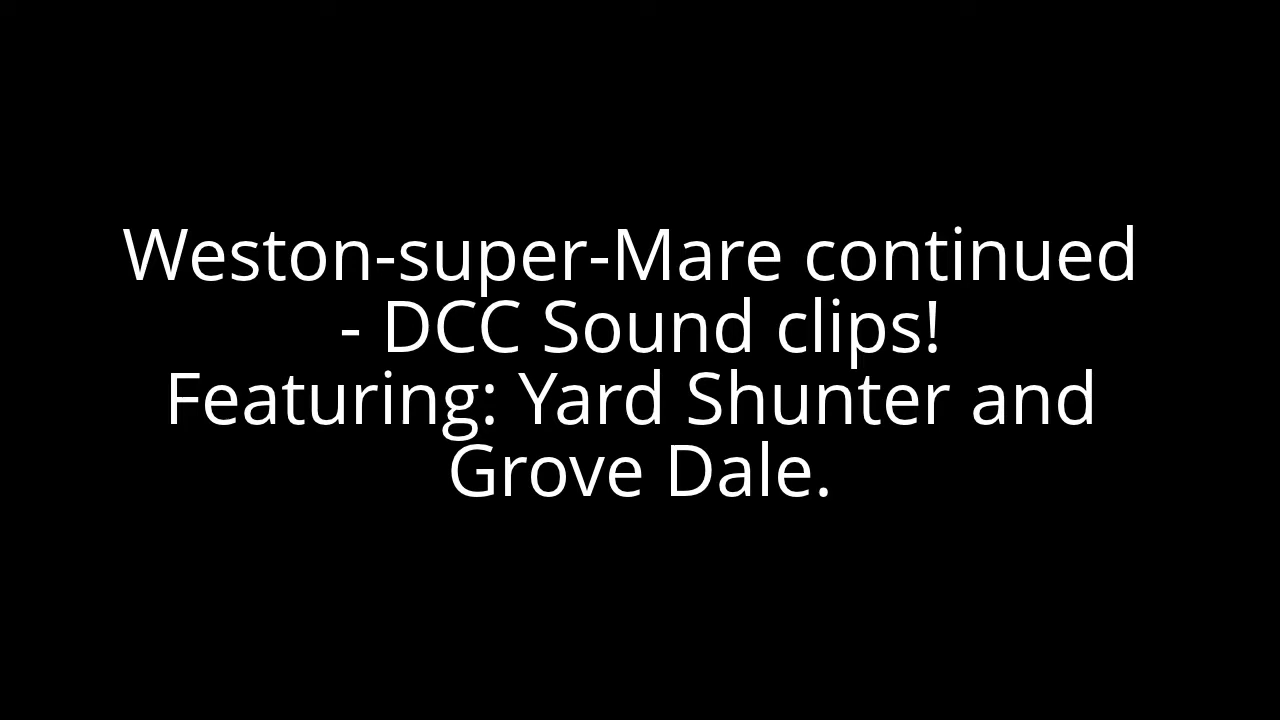 Weston-super-Mare continued
- DCC Sound clips!
Featuring: Yard Shunter and
Grove Dale.